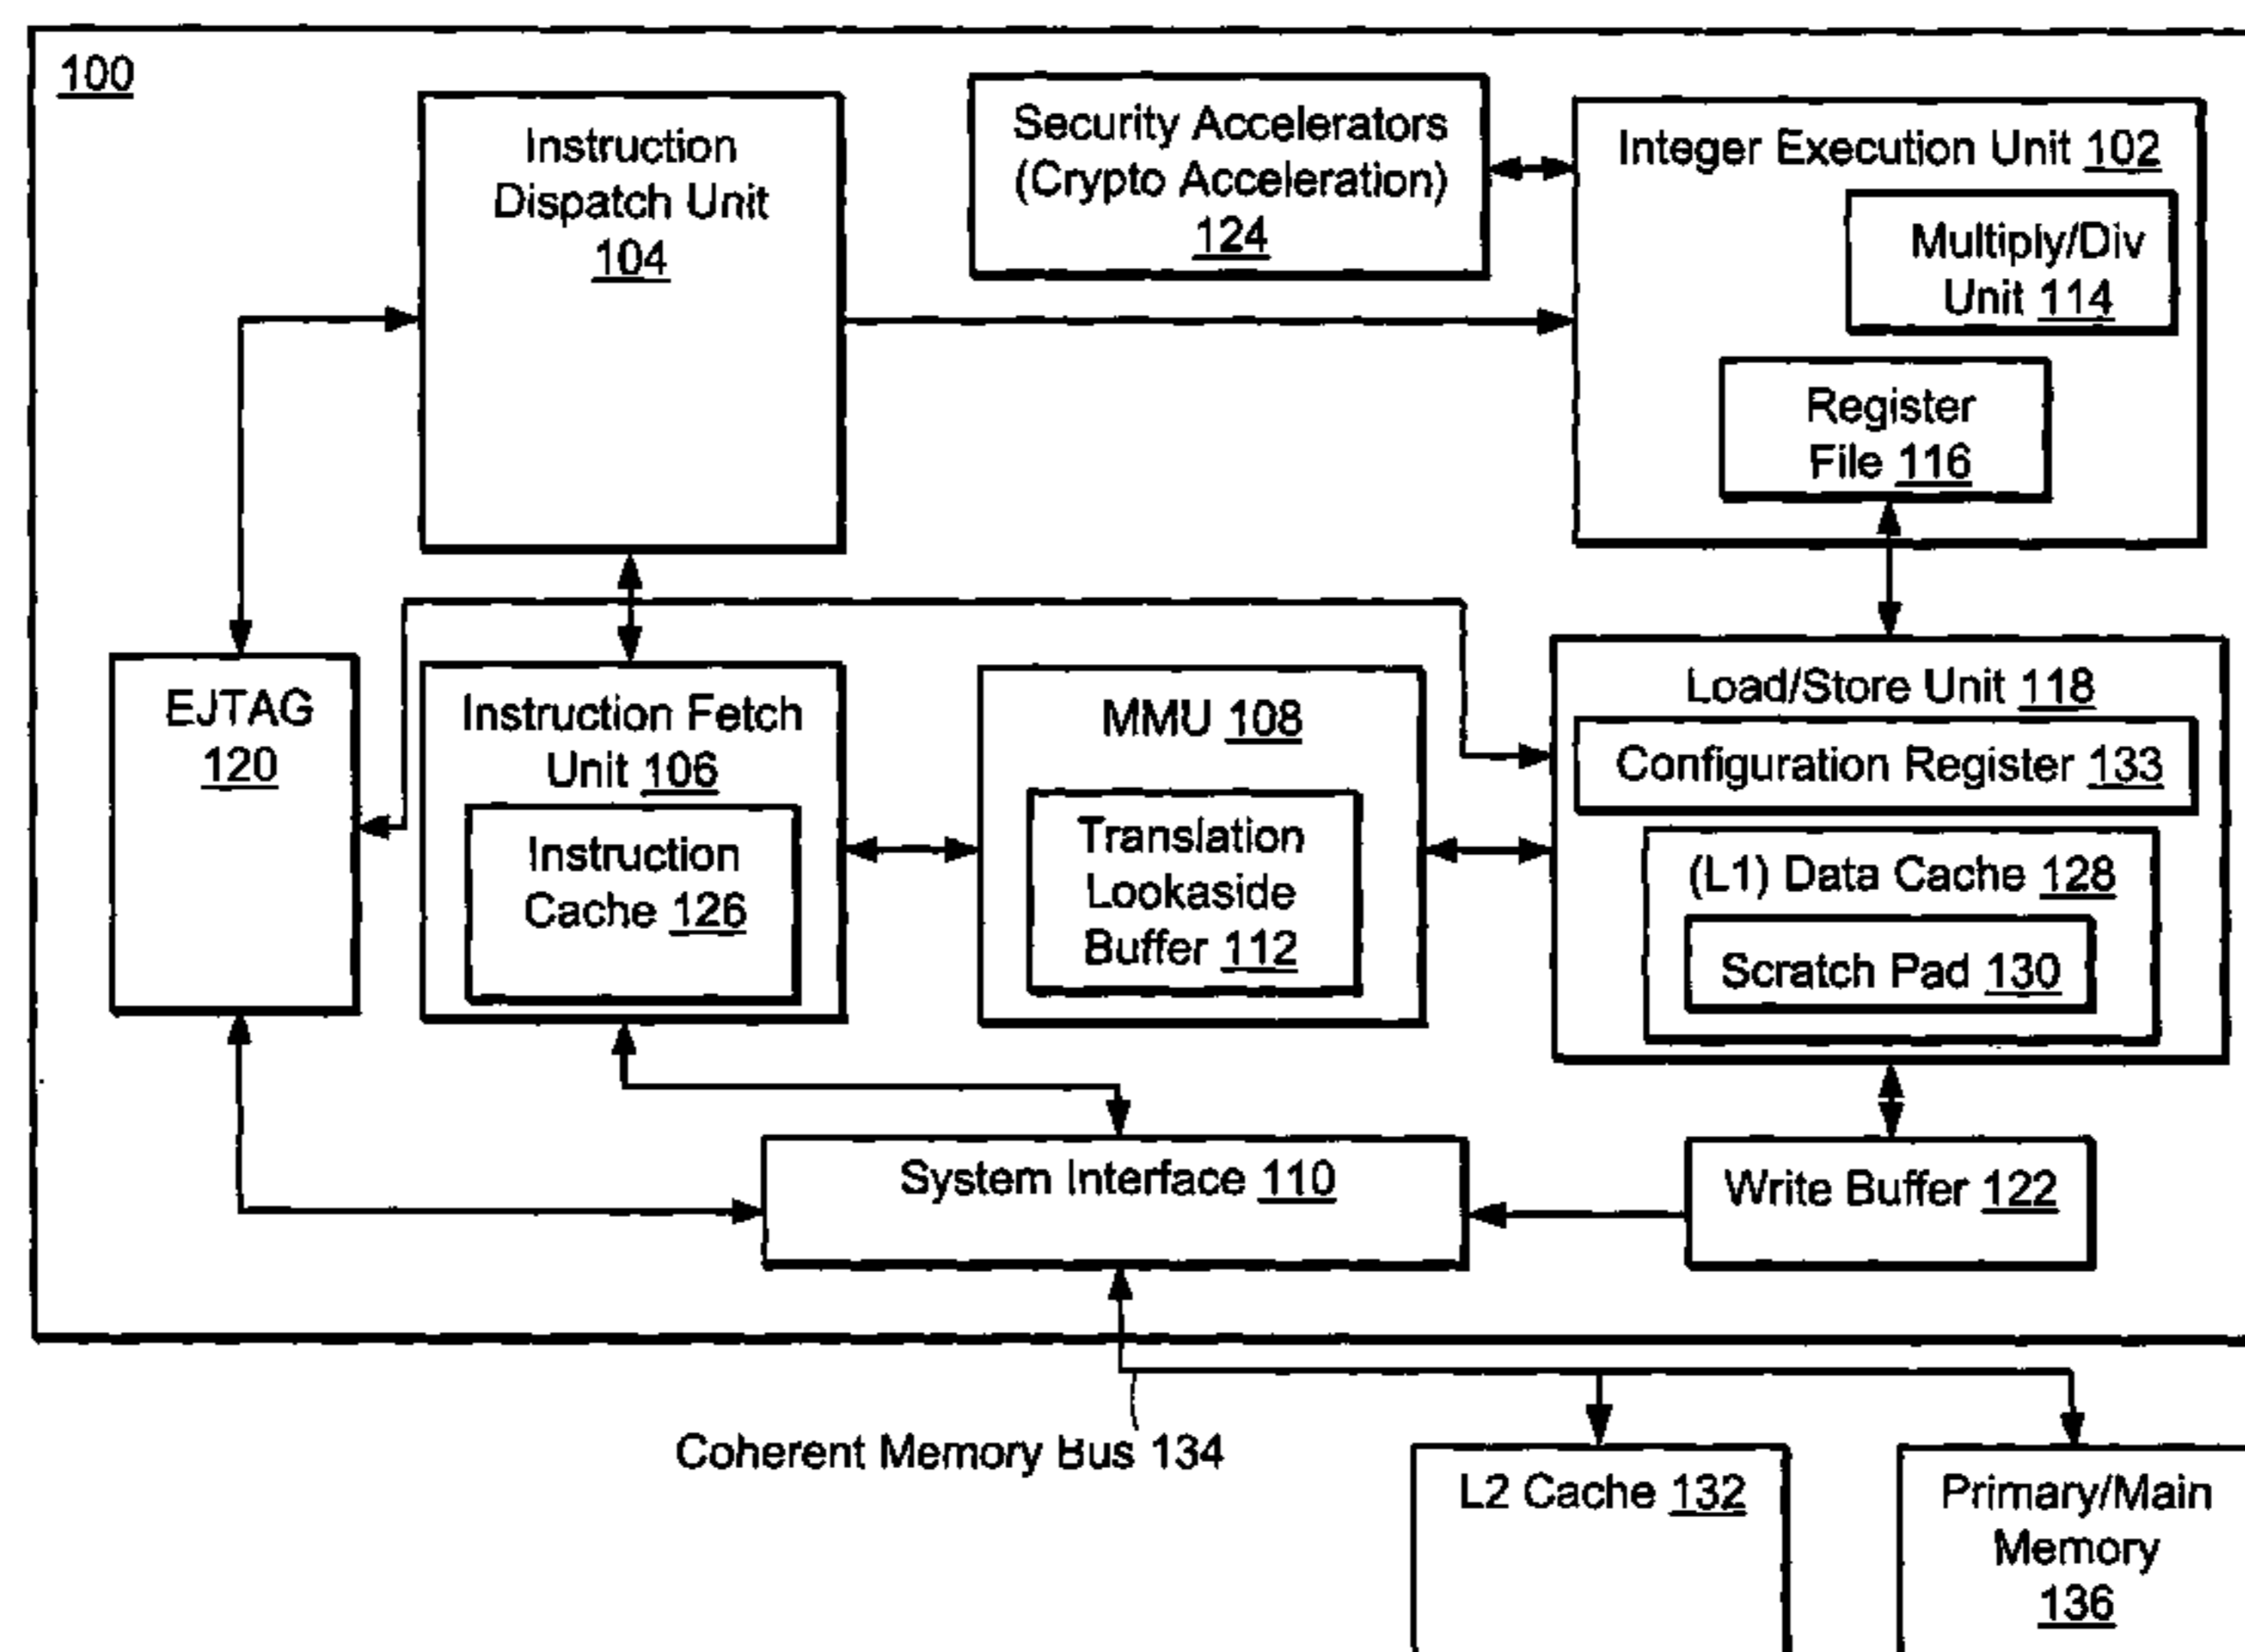 100
Instruction
Dispatch Unit
104
Security Accelerators
(Crypto Acceleration)
124
Integer Execution Unit 102
Multiply/Div
Unit 114
Register
File 116
EJTAG
120
Instruction Fetch
Unit 106
Instruction
Cache 126
MMU 108
Translation
Lookaside
Buffer 112
Load/Store Unit 118
Configuration Register 133
(L1) Data Cache 128
Scratch Pad 130
System Interface 110
Write Buffer 122
Coherent Memory Bus 134
L2 Cache 132
Primary/Main
Memory
136